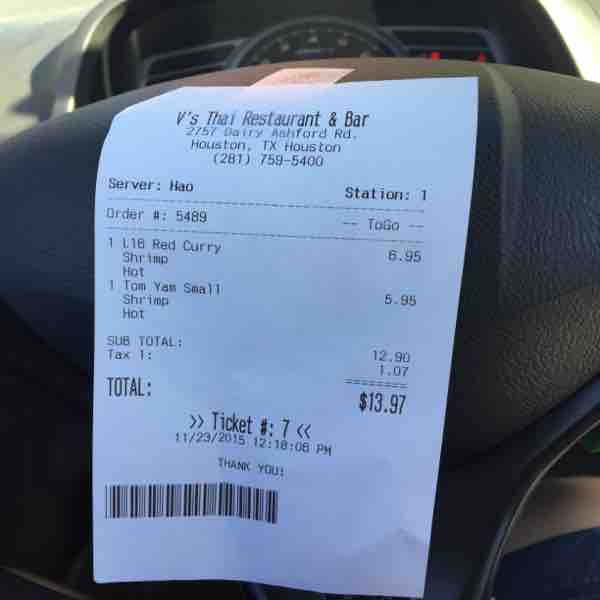 V's Thai Restaurant & Bar
2757 Dairy Ashford Rd.
Houston, TX Houston
(281) 759-5400
Server: Hao Station: 1
Order #: 5489 -- ToGo --
1 L16 Red Curry 6.95
Shrimp
Hot
1 Tom Yam Small 5.95
Shrimp
Hot
SUB TOTAL: 12.90
Tax 1: 1.07
TOTAL: $13.97
>> Ticket #: 7 <<
11/23/2015 12:18:06 PM
THANK YOU!